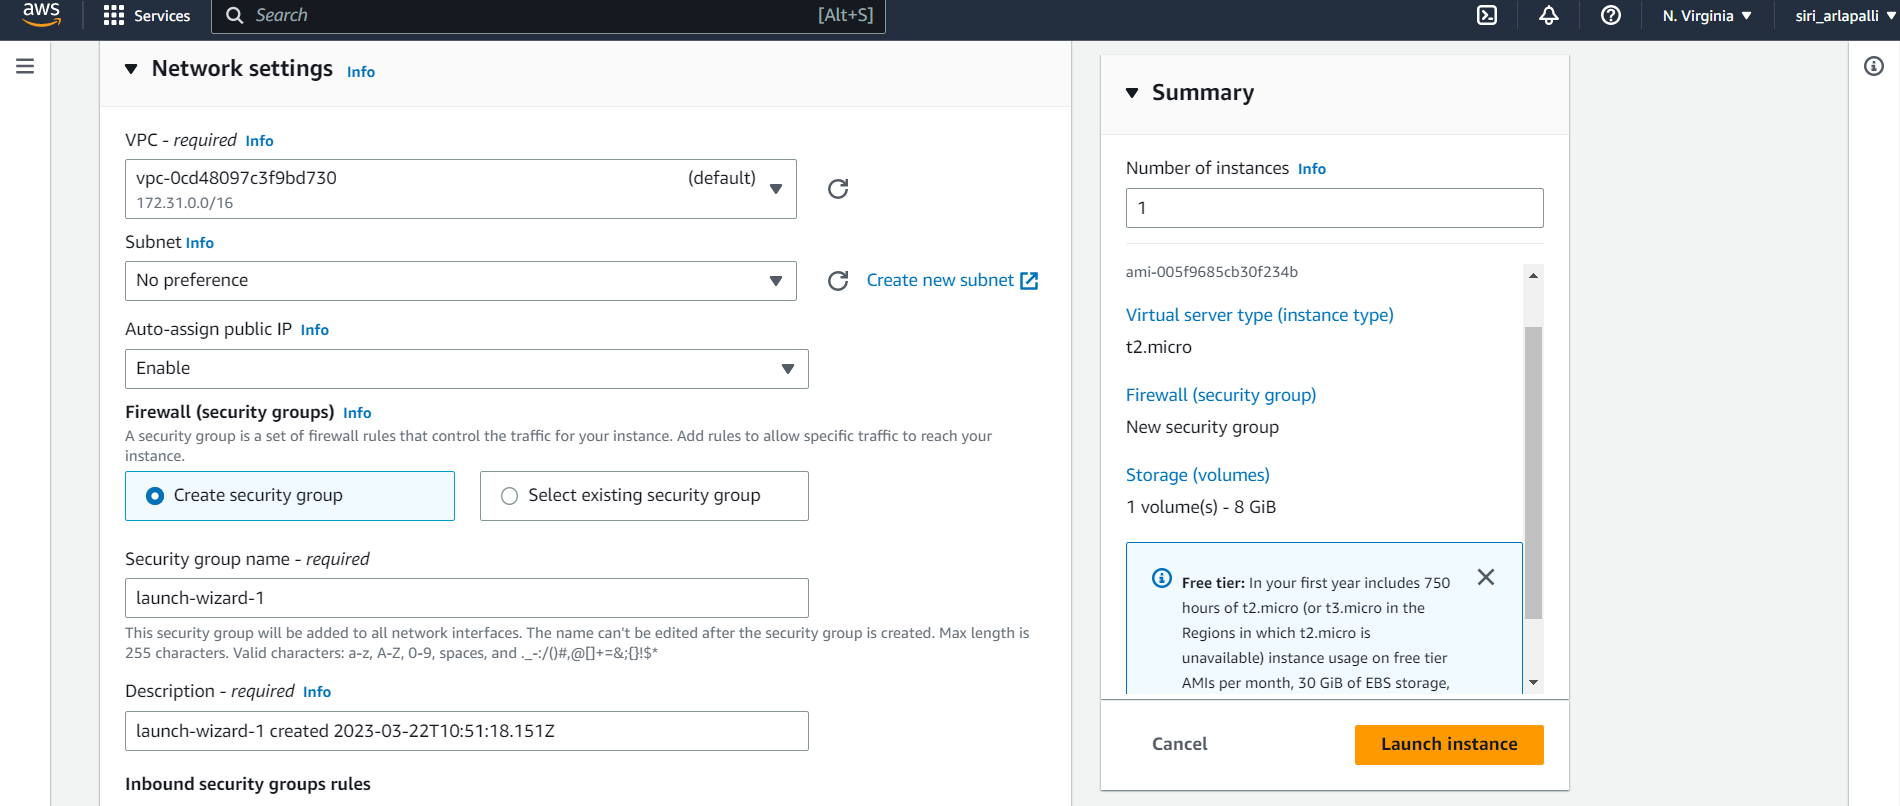 aws
Services
Search
[Alt+S]
N. Virginia
siri_arlapalli
Network settings Info
VPC - required Info
vpc-0cd48097c3f9bd730 (default)
172.31.0.0/16
Subnet Info
No preference
Create new subnet
Auto-assign public IP Info
Enable
Firewall (security groups) Info
A security group is a set of firewall rules that control the traffic for your instance. Add rules to allow specific traffic to reach your
instance.
Create security group
Select existing security group
Security group name - required
launch-wizard-1
This security group will be added to all network interfaces. The name can't be edited after the security group is created. Max length is
255 characters. Valid characters: a-z, A-Z, 0-9, spaces, and ._-:/()#,@[]+=&;{}!$*
Description - required Info
launch-wizard-1 created 2023-03-22T10:51:18.151Z
Inbound security groups rules
Summary
Number of instances Info
1
ami-005f9685cb30f234b
Virtual server type (instance type)
t2.micro
Firewall (security group)
New security group
Storage (volumes)
1 volume(s) - 8 GiB
Free tier: In your first year includes 750
hours of t2.micro (or t3.micro in the
Regions in which t2.micro is
unavailable) instance usage on free tier
AMIs per month, 30 GiB of EBS storage,
Cancel
Launch instance